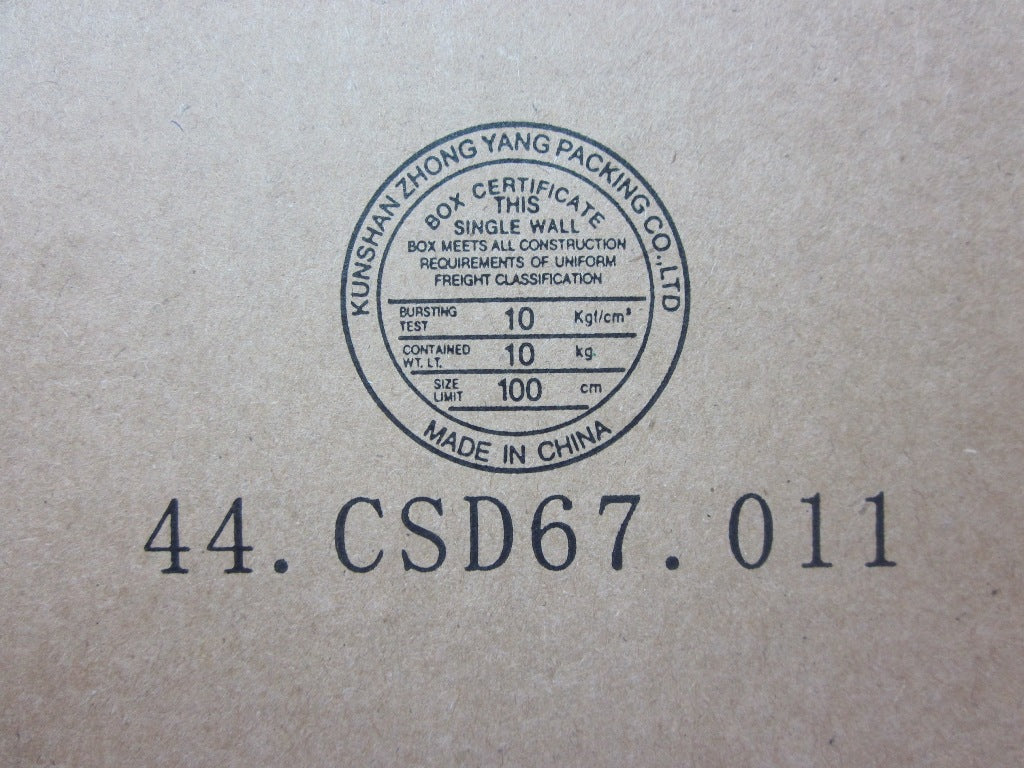 KUNSHAN ZHONG YANG PACKING CO.,LTD
BOX CERTIFICATE
THIS
SINGLE WALL
BOX MEETS ALL CONSTRUCTION
REQUIREMENTS OF UNIFORM
FREIGHT CLASSIFICATION
BURSTING TEST 10 Kgf/cm³
CONTAINED WT. LT. 10 kg.
SIZE LIMIT 100 cm
MADE IN CHINA
44.CSD67.011